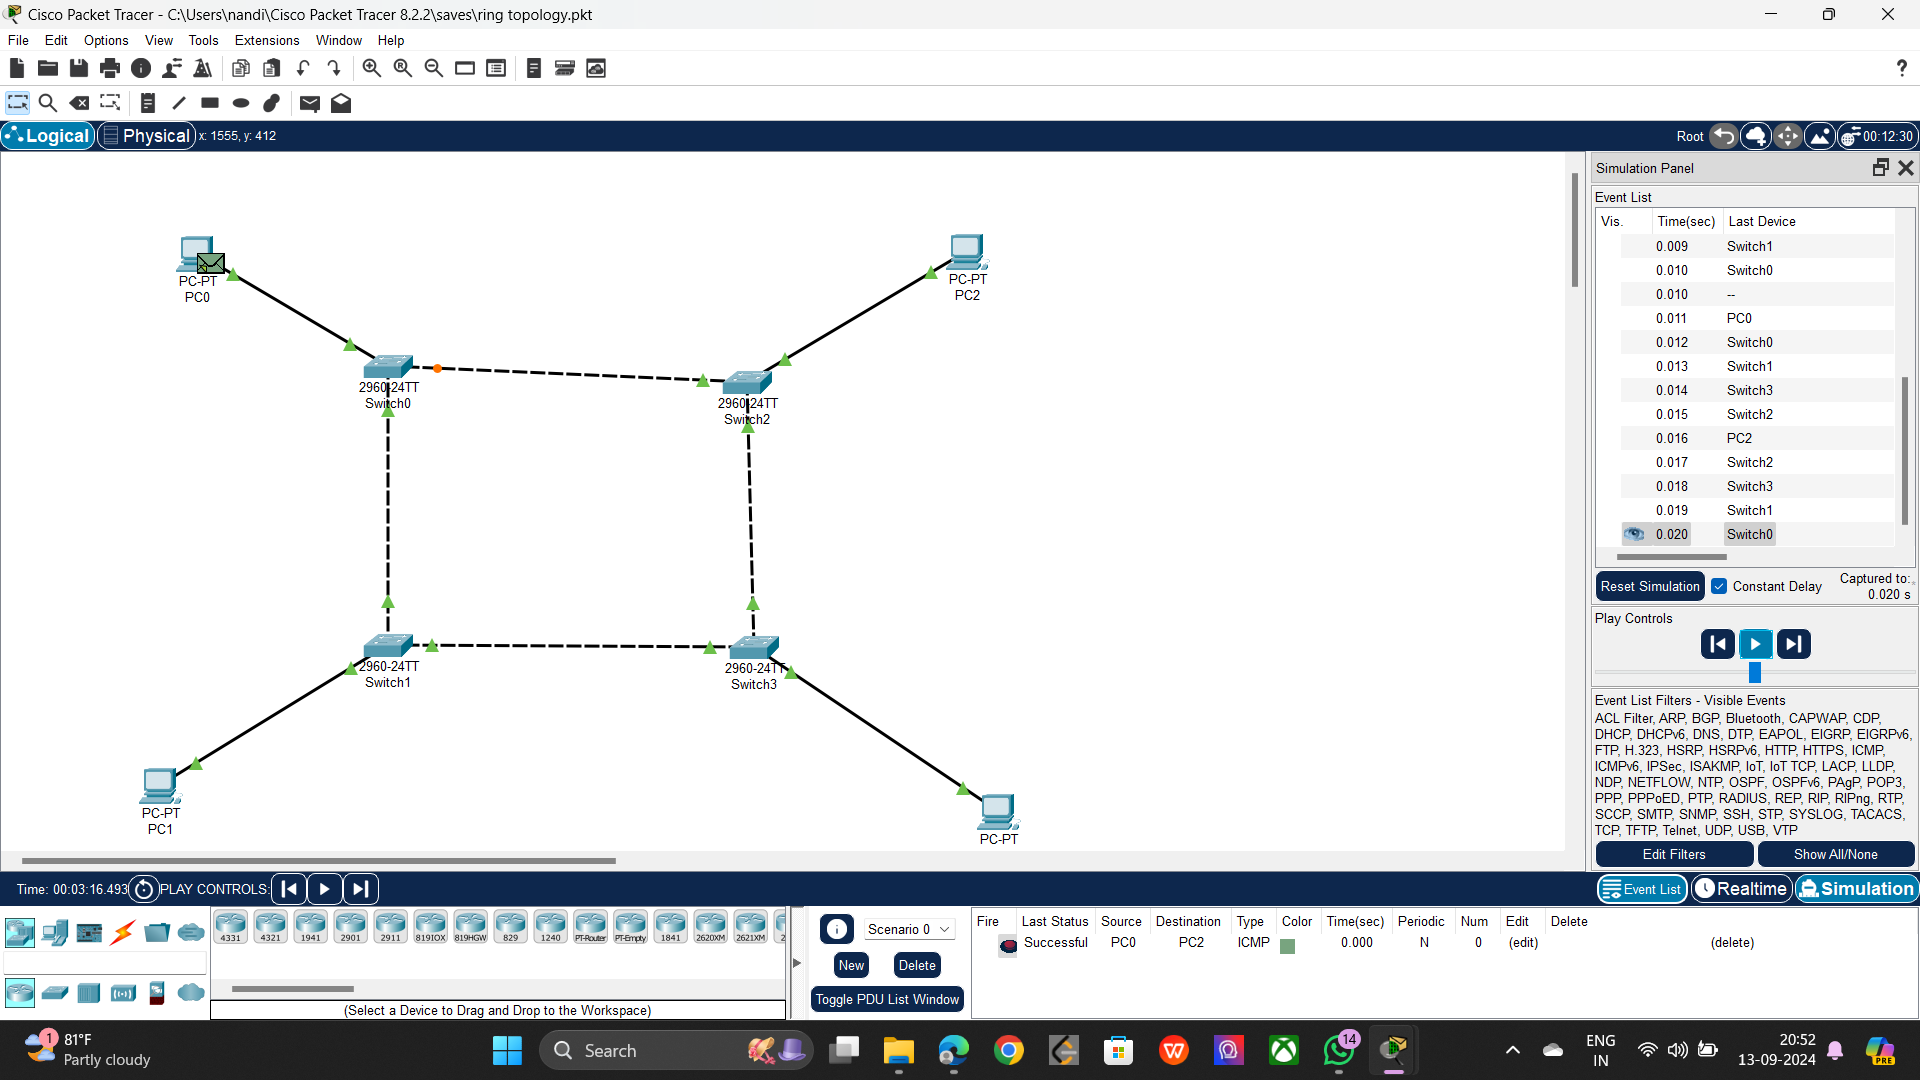 Cisco Packet Tracer - C:\Users\nandi\Cisco Packet Tracer 8.2.2\saves\ring topology.pkt
File Edit Options View Tools Extensions Window Help
?
Logical Physical x: 1555, y: 412 Root 00:12:30
PC-PT
PC0
PC-PT
PC2
2960-24TT
Switch0
2960-24TT
Switch2
2960-24TT
Switch1
2960-24TT
Switch3
PC-PT
PC1
PC-PT
Simulation Panel
Event List
Vis. Time(sec) Last Device
0.009 Switch1
0.010 Switch0
0.010 --
0.011 PC0
0.012 Switch0
0.013 Switch1
0.014 Switch3
0.015 Switch2
0.016 PC2
0.017 Switch2
0.018 Switch3
0.019 Switch1
0.020 Switch0
Reset Simulation Constant Delay Captured to:
0.020 s
Play Controls
Event List Filters - Visible Events
ACL Filter, ARP, BGP, Bluetooth, CAPWAP, CDP,
DHCP, DHCPv6, DNS, DTP, EAPOL, EIGRP, EIGRPv6,
FTP, H.323, HSRP, HSRPv6, HTTP, HTTPS, ICMP,
ICMPv6, IPSec, ISAKMP, IoT, IoT TCP, LACP, LLDP,
NDP, NETFLOW, NTP, OSPF, OSPFv6, PAgP, POP3,
PPP, PPPoED, PTP, RADIUS, REP, RIP, RIPng, RTP,
SCCP, SMTP, SNMP, SSH, STP, SYSLOG, TACACS,
TCP, TFTP, Telnet, UDP, USB, VTP
Edit Filters Show All/None
Time: 00:03:16.493 PLAY CONTROLS: Event List Realtime Simulation
4331 4321 1941 2901 2911 819IOX 819HGW 829 1240 PT-Router PT-Empty 1841 2620XM 2621XM 2
(Select a Device to Drag and Drop to the Workspace)
Scenario 0
New Delete
Toggle PDU List Window
Fire Last Status Source Destination Type Color Time(sec) Periodic Num Edit Delete
Successful PC0 PC2 ICMP 0.000 N 0 (edit) (delete)
1 81°F
Partly cloudy
Search
14
PRE
ENG
IN
20:52
13-09-2024